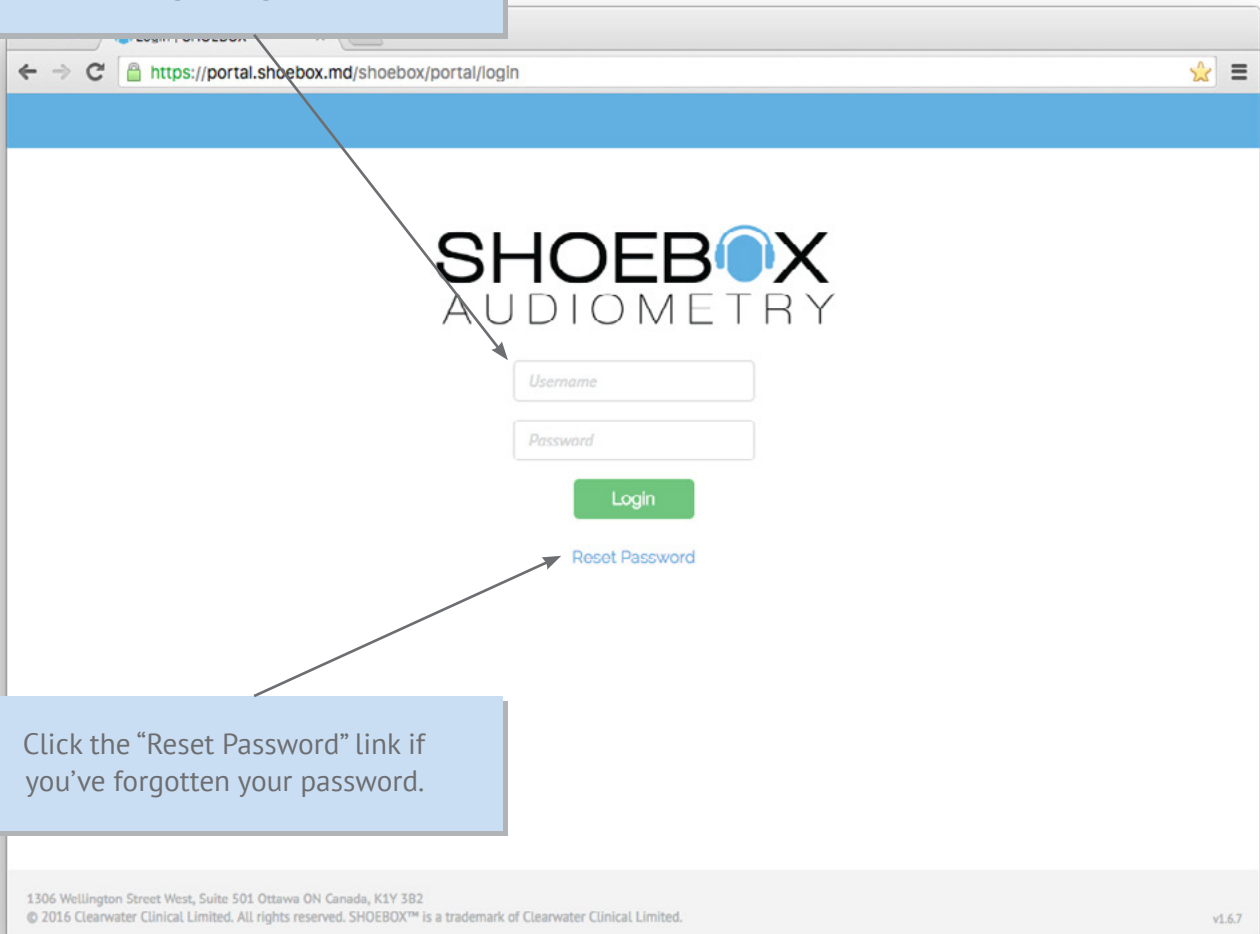 Login | SHOEBOX
https://portal.shoebox.md/shoebox/portal/login
SHOEBOX
AUDIOMETRY
Username
Password
Login
Reset Password
Click the “Reset Password” link if
you’ve forgotten your password.
1306 Wellington Street West, Suite 501 Ottawa ON Canada, K1Y 3B2
© 2016 Clearwater Clinical Limited. All rights reserved. SHOEBOX™ is a trademark of Clearwater Clinical Limited.
v1.6.7